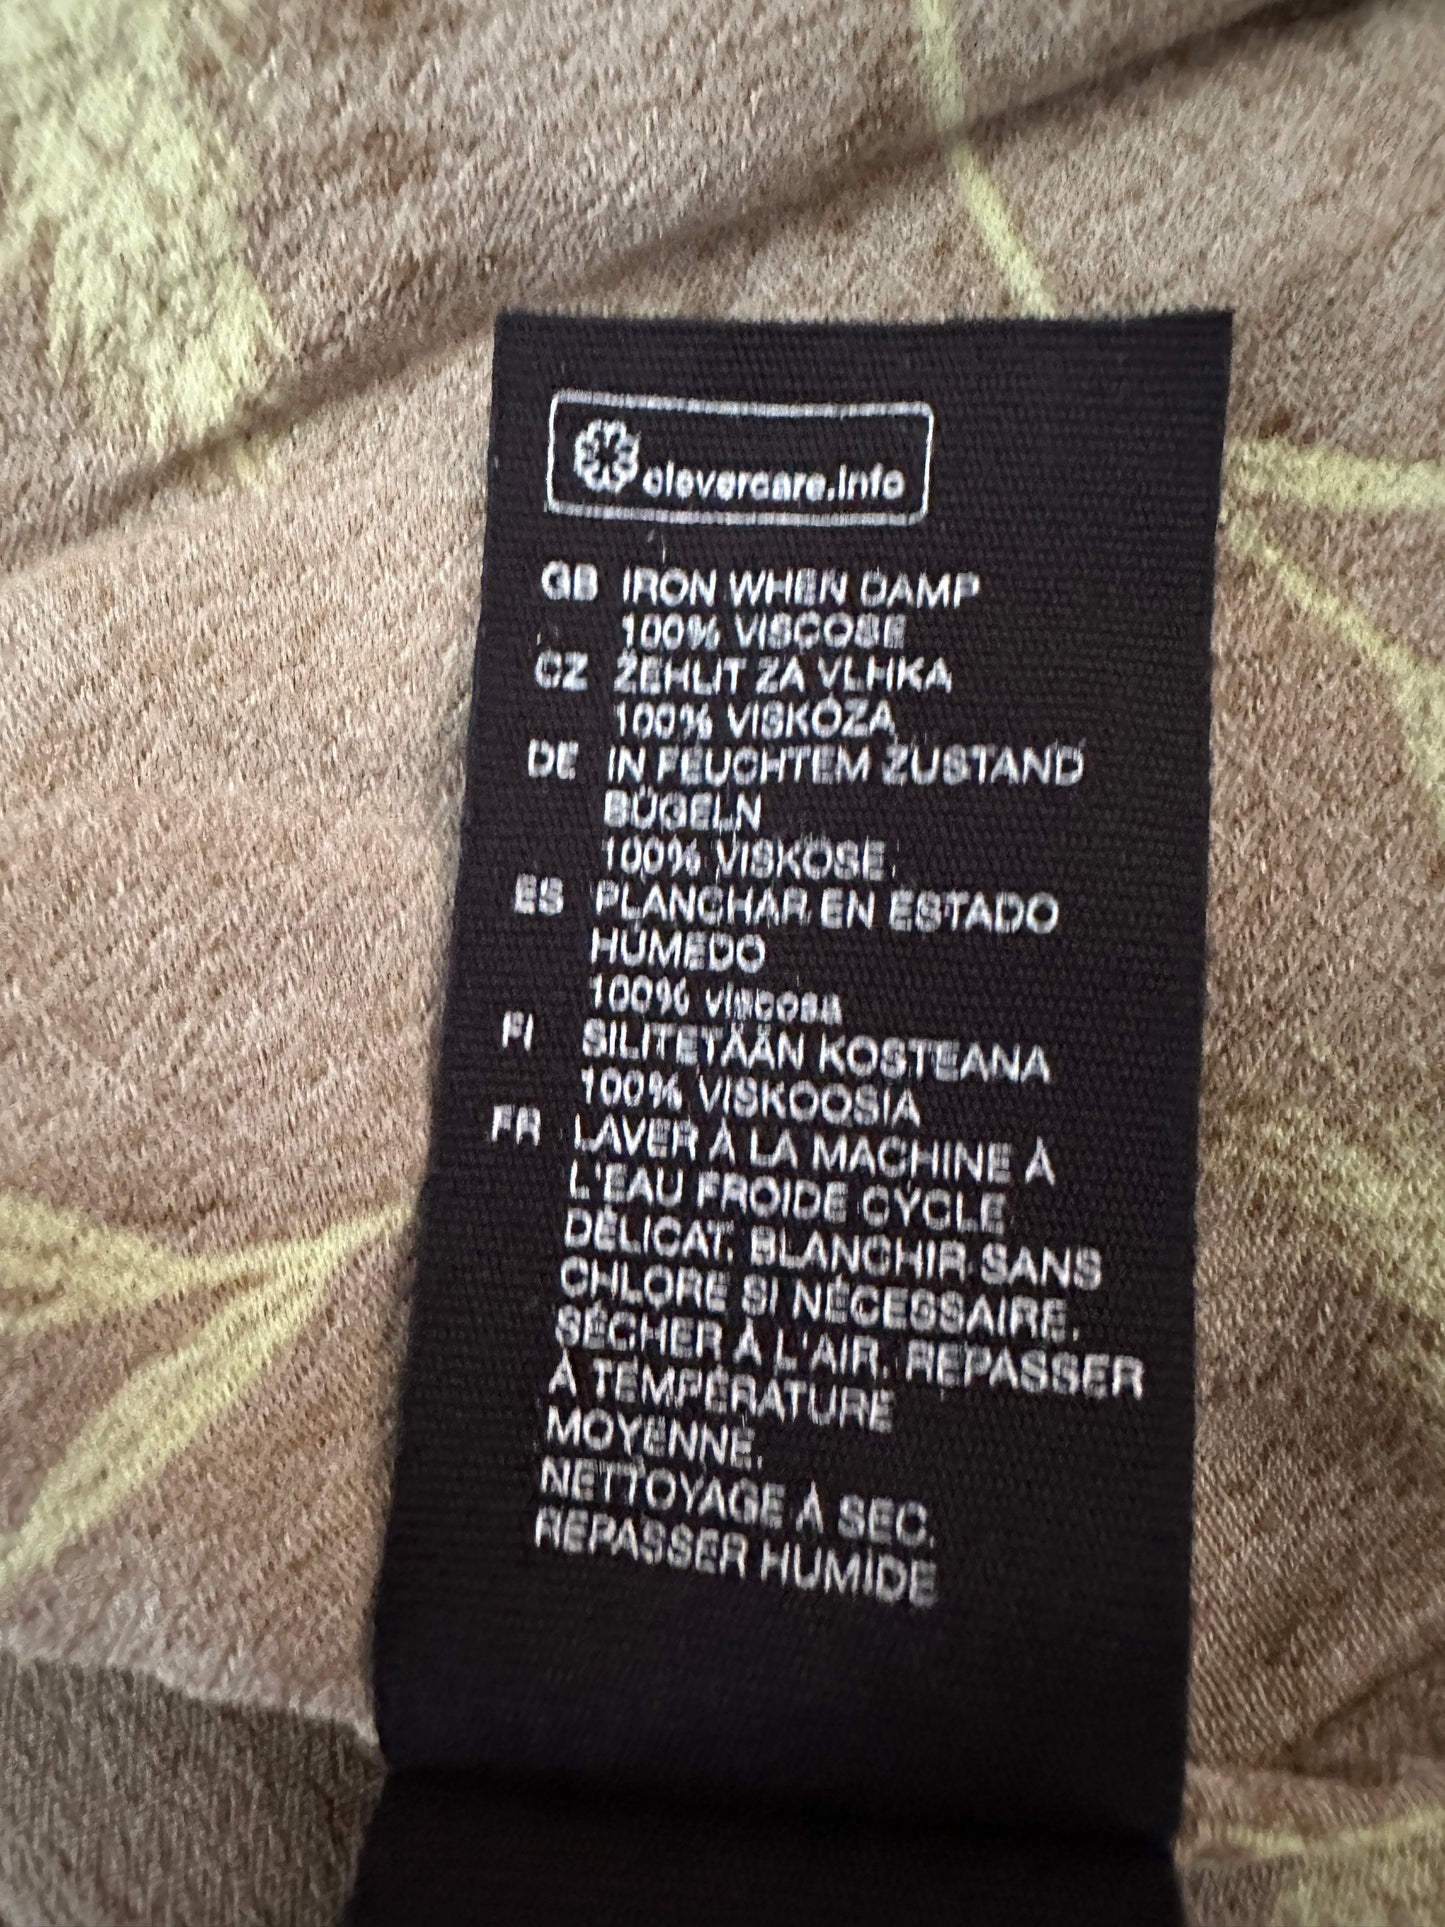 clevercare.info
GB IRON WHEN DAMP
100% VISCOSE
CZ ŽEHLIT ZA VLHKA
100% VISKÓZA
DE IN FEUCHTEM ZUSTAND
BÜGELN
100% VISKOSE
ES PLANCHAR EN ESTADO
HÚMEDO
100% viscosa
FI SILITETÄÄN KOSTEANA
100% VISKOOSIA
FR LAVER À LA MACHINE À
L'EAU FROIDE CYCLE
DÉLICAT. BLANCHIR SANS
CHLORE SI NÉCESSAIRE.
SÉCHER À L'AIR. REPASSER
À TEMPÉRATURE
MOYENNE.
NETTOYAGE À SEC.
REPASSER HUMIDE